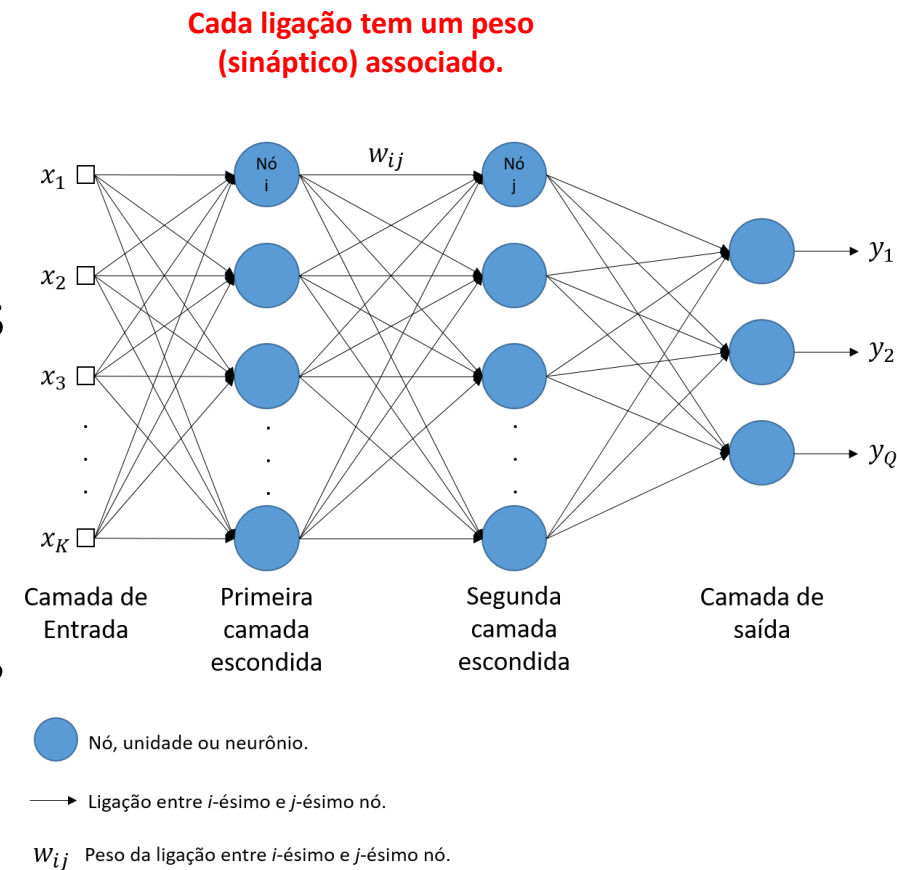 Cada ligação tem um peso
(sináptico) associado.
x₁
x₂
x₃
.
.
.
x_K
Nó
i
w_ij
Nó
j
.
.
.
.
.
.
y₁
y₂
y_Q
Camada de
Entrada
Primeira
camada
escondida
Segunda
camada
escondida
Camada de
saída
Nó, unidade ou neurônio.
Ligação entre i-ésimo e j-ésimo nó.
w_ij Peso da ligação entre i-ésimo e j-ésimo nó.